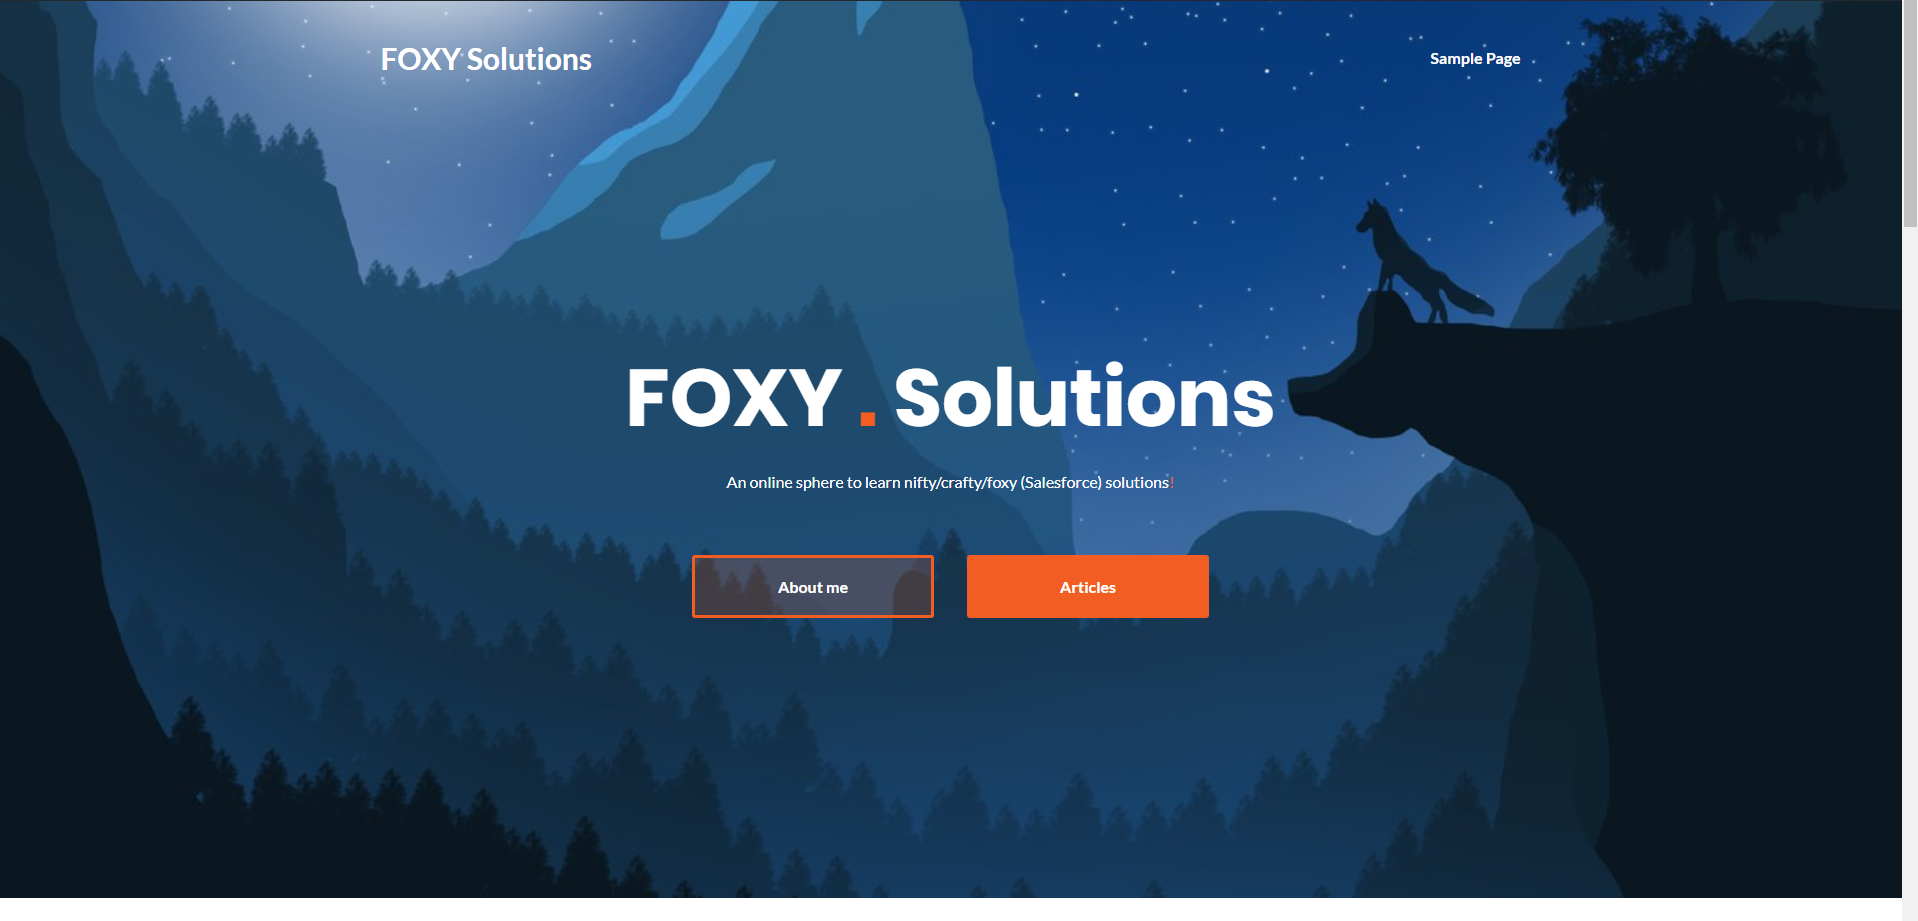 FOXY Solutions
Sample Page
FOXY . Solutions
An online sphere to learn nifty/crafty/foxy (Salesforce) solutions!
About me
Articles